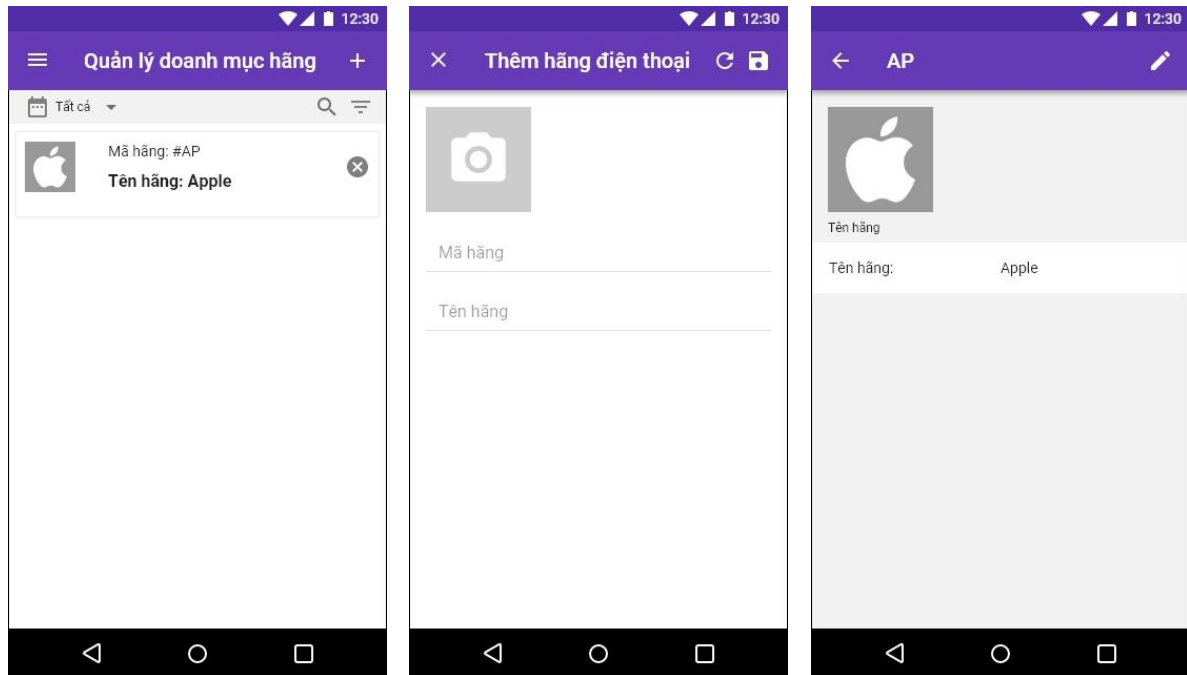 12:30
Quản lý doanh mục hãng
Tất cả
Mã hãng: #AP
Tên hãng: Apple
12:30
Thêm hãng điện thoại
Mã hãng
Tên hãng
12:30
AP
Tên hãng
Tên hãng: Apple